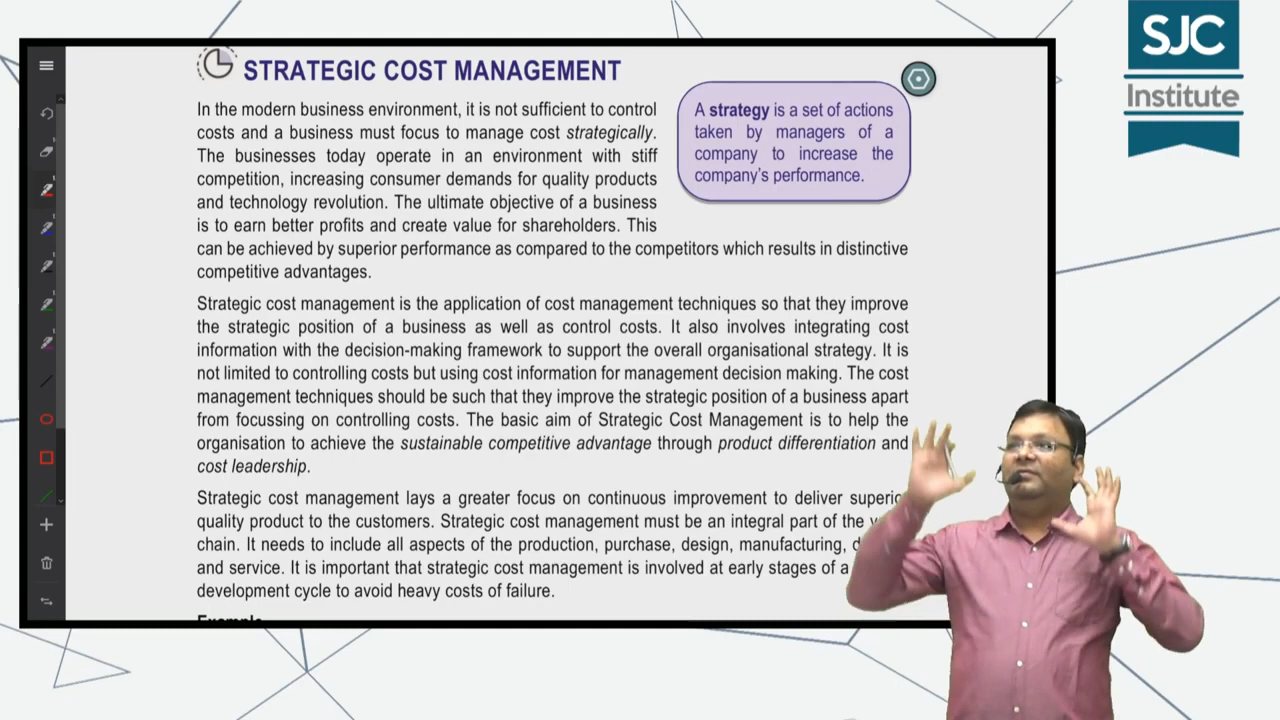 STRATEGIC COST MANAGEMENT
In the modern business environment, it is not sufficient to control
costs and a business must focus to manage cost strategically.
The businesses today operate in an environment with stiff
competition, increasing consumer demands for quality products
and technology revolution. The ultimate objective of a business
is to earn better profits and create value for shareholders. This
can be achieved by superior performance as compared to the competitors which results in distinctive
competitive advantages.
A strategy is a set of actions
taken by managers of a
company to increase the
company's performance.
Strategic cost management is the application of cost management techniques so that they improve
the strategic position of a business as well as control costs. It also involves integrating cost
information with the decision-making framework to support the overall organisational strategy. It is
not limited to controlling costs but using cost information for management decision making. The cost
management techniques should be such that they improve the strategic position of a business apart
from focussing on controlling costs. The basic aim of Strategic Cost Management is to help the
organisation to achieve the sustainable competitive advantage through product differentiation and
cost leadership.
Strategic cost management lays a greater focus on continuous improvement to deliver
quality product to the customers. Strategic cost management must be an integral part of the
chain. It needs to include all aspects of the production, purchase, design, manufacturing,
and service. It is important that strategic cost management is involved at early stages of a
development cycle to avoid heavy costs of failure.
SJC
Institute